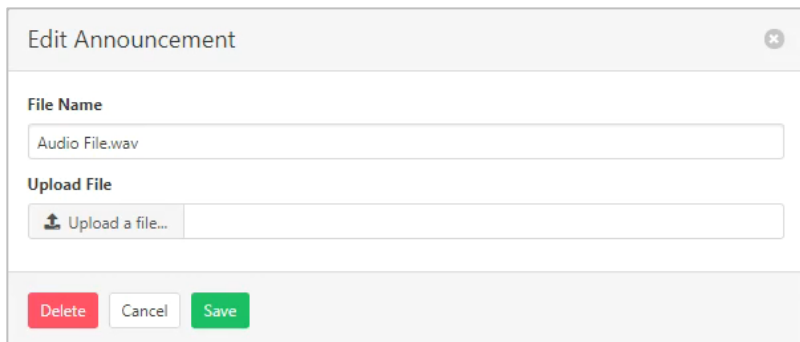 Edit Announcement
File Name
Audio File.wav
Upload File
Upload a file...
Delete Cancel Save